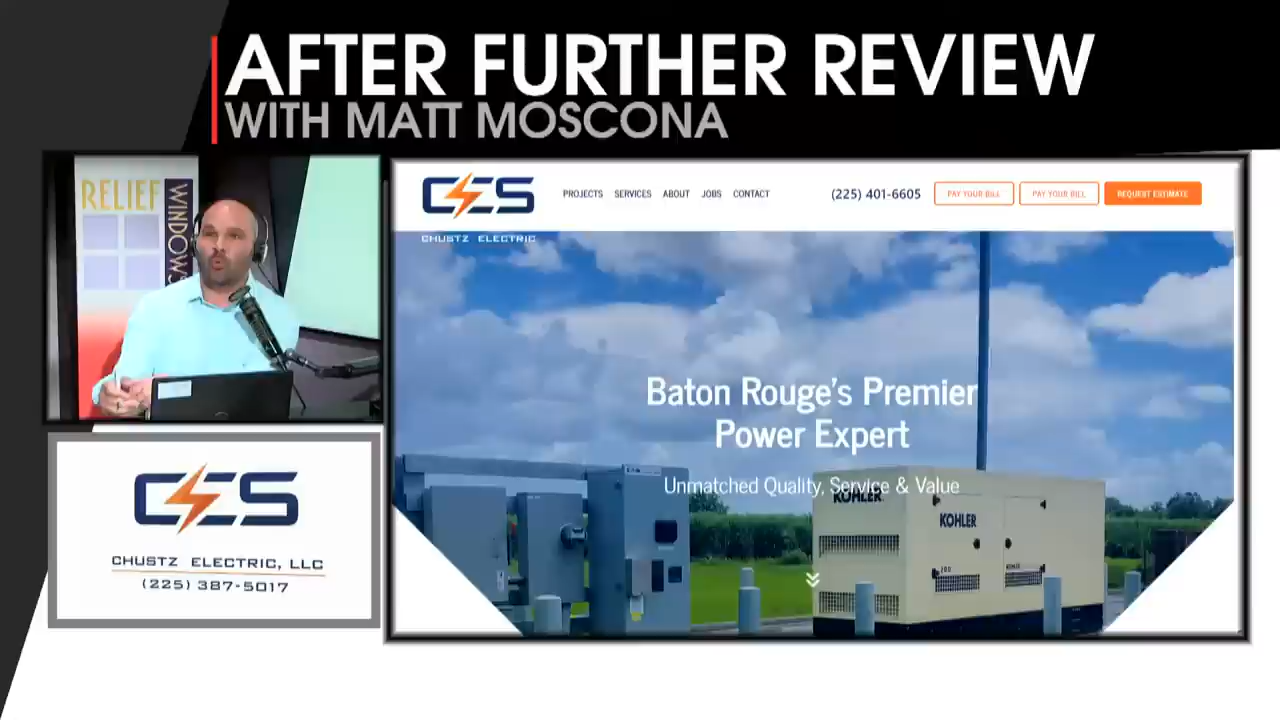 AFTER FURTHER REVIEW
WITH MATT MOSCONA
RELIEF
WINDOWS
CES
CHUSTZ ELECTRIC, LLC
(225) 387-5017
CES
CHUSTZ ELECTRIC
PROJECTS SERVICES ABOUT JOBS CONTACT
(225) 401-6605
PAY YOUR BILL
PAY YOUR BILL
REQUEST ESTIMATE
Baton Rouge's Premier
Power Expert
Unmatched Quality, Service & Value
KOHLER
KOHLER
200
KOHLER